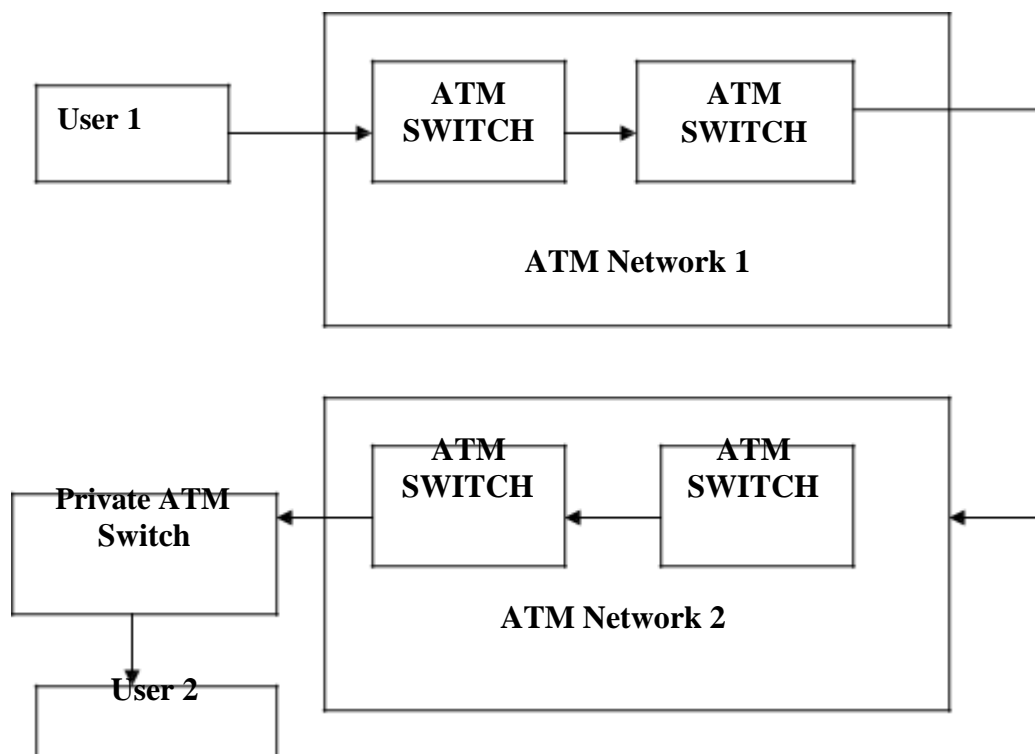 User 1
ATM
SWITCH
ATM
SWITCH
ATM Network 1
Private ATM
Switch
ATM
SWITCH
ATM
SWITCH
ATM Network 2
User 2